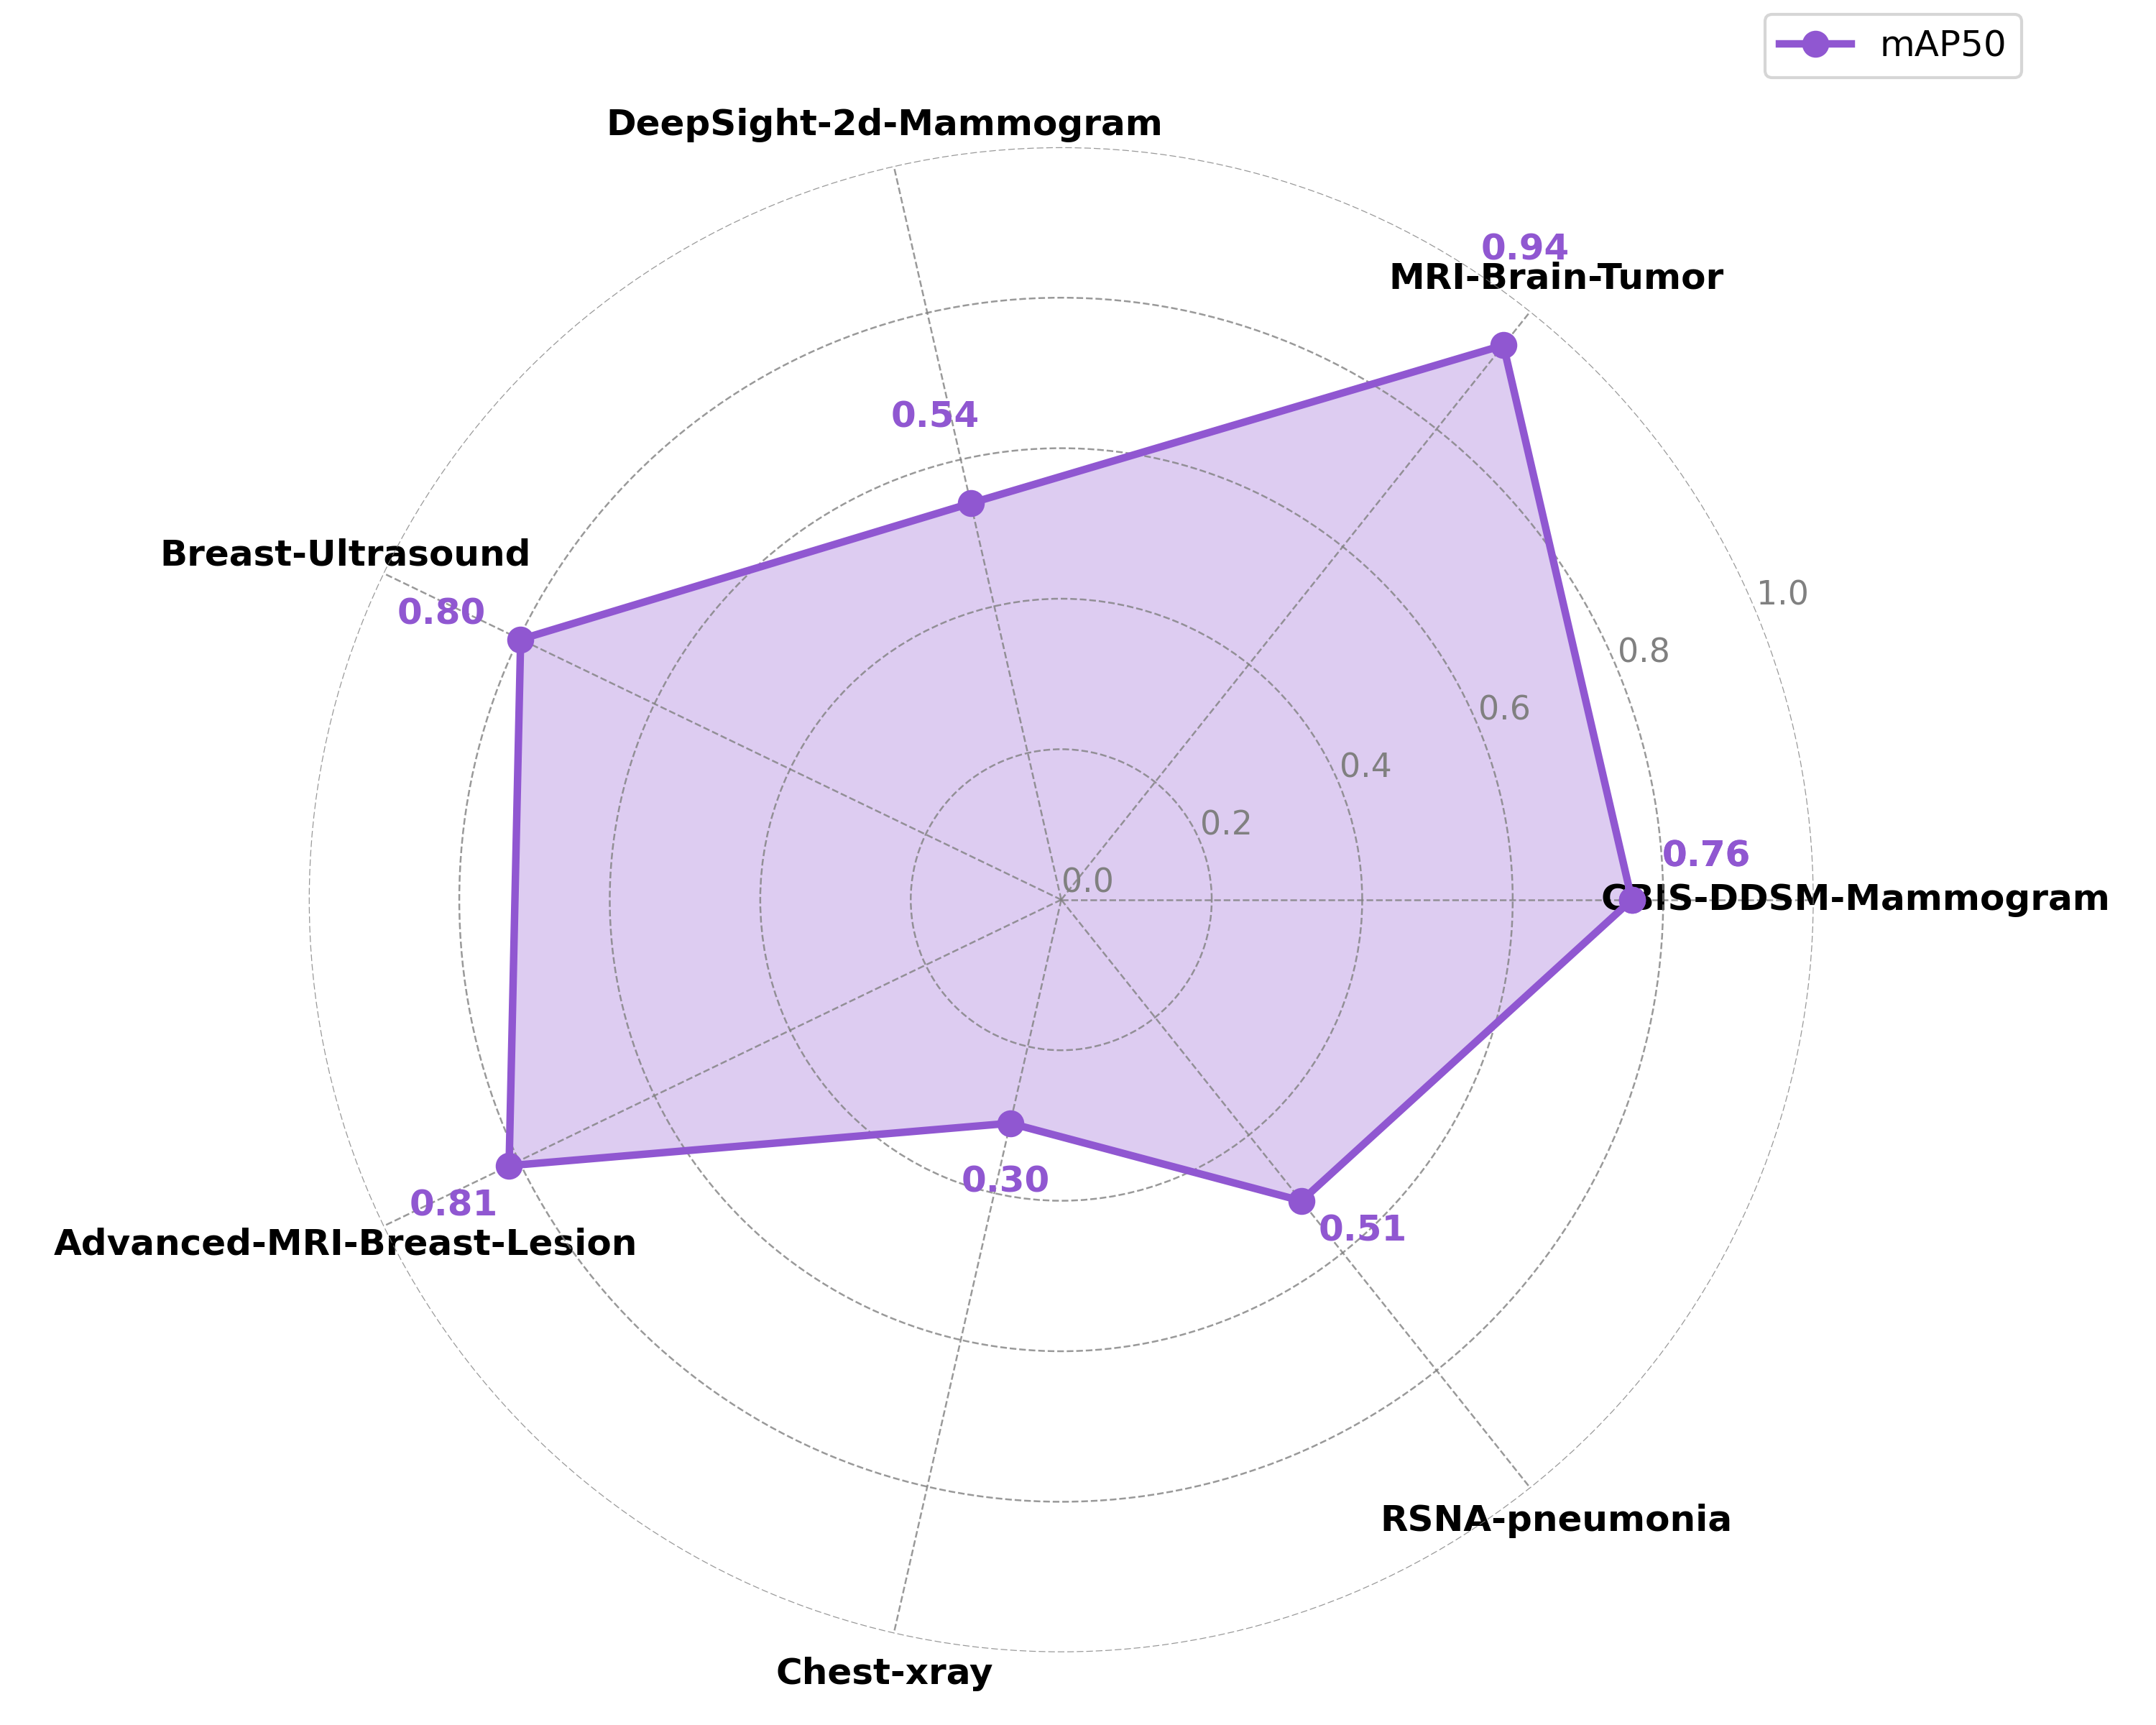 mAP50
DeepSight-2d-Mammogram
0.94
MRI-Brain-Tumor
0.54
Breast-Ultrasound
0.80
1.0
0.8
0.6
0.4
0.2
0.0
0.76
CBIS-DDSM-Mammogram
0.81
Advanced-MRI-Breast-Lesion
0.30
0.51
RSNA-pneumonia
Chest-xray